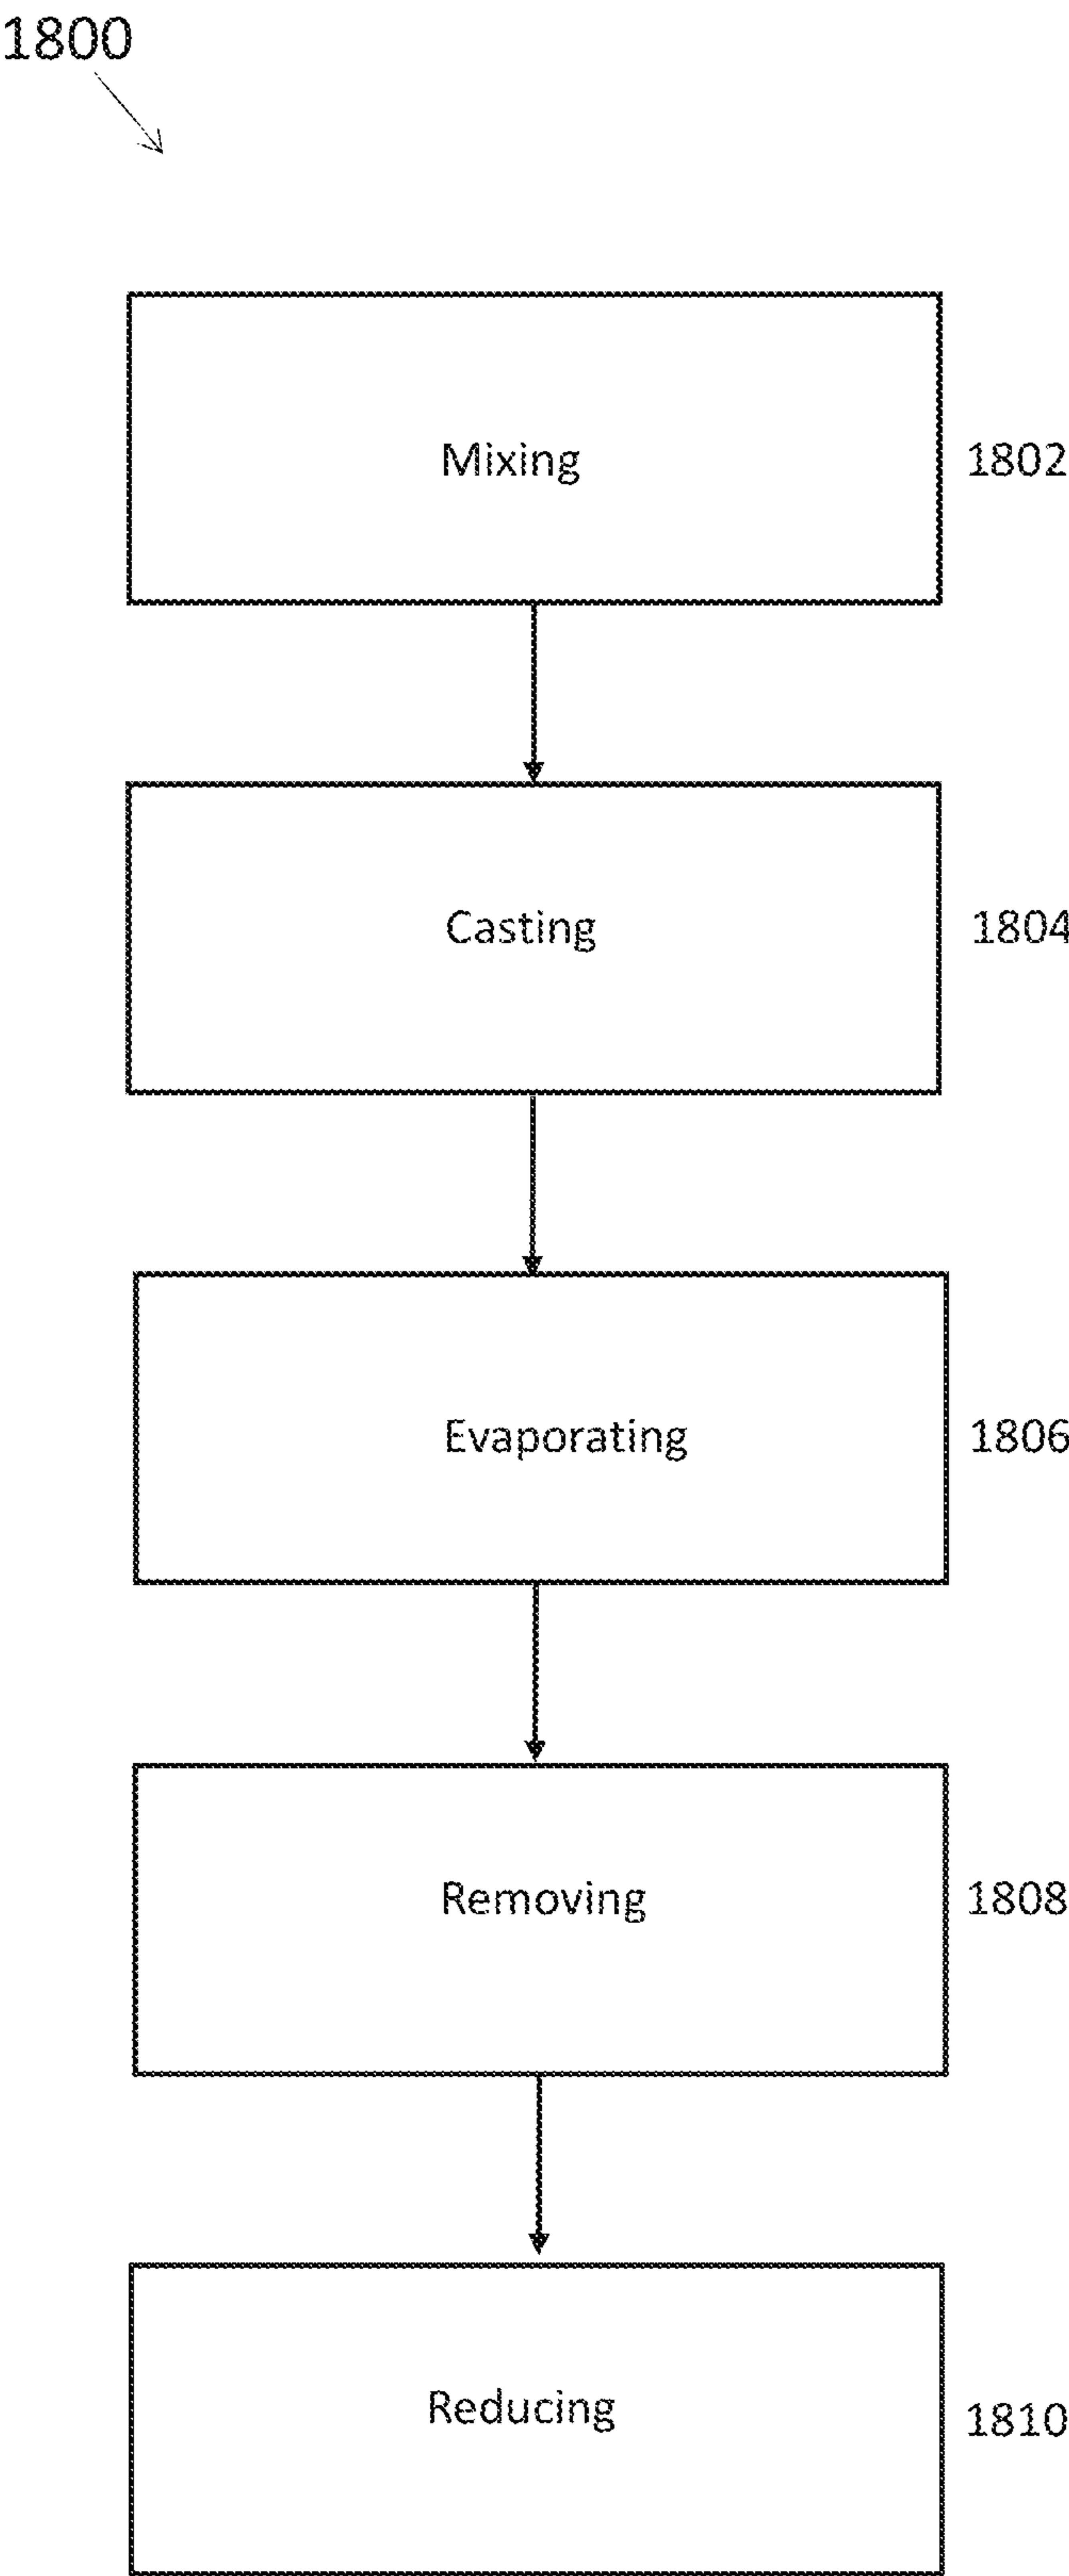 1800
Mixing 1802
Casting 1804
Evaporating 1806
Removing 1808
Reducing 1810